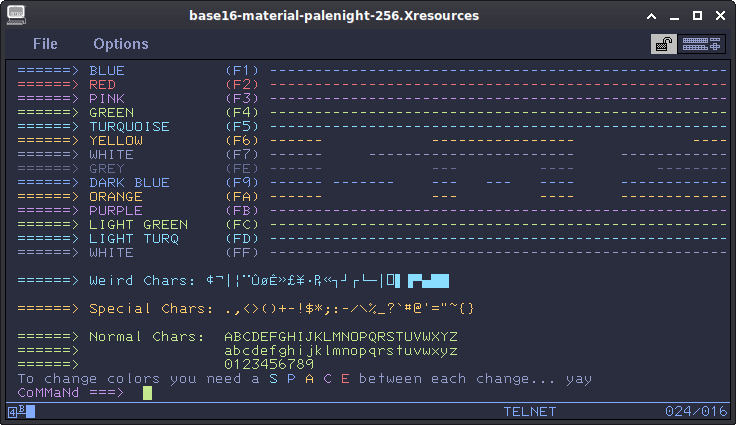 base16-material-palenight-256.Xresources
File Options
======> BLUE (F1) ----------------------------------------------------
======> RED (F2) ----------------------------------------------------
======> PINK (F3) ----------------------------------------------------
======> GREEN (F4) ----------------------------------------------------
======> TURQUOISE (F5) ----------------------------------------------------
======> YELLOW (F6) ------ ------------- ----
======> WHITE (F7) ------ ------------- --- -------------
======> GREY (FE) ------ --- --- ---
======> DARK BLUE (F9) ------ ------- --- --- --- ------------
======> ORANGE (FA) ------ --- --- ---
======> PURPLE (FB) ----------------------------------------------------
======> LIGHT GREEN (FC) ----------------------------------------------------
======> LIGHT TURQ (FD) ----------------------------------------------------
======> WHITE (FF) ----------------------------------------------------
======> Weird Chars: ¢¬|¦¨ÛøÊ»£¥·₧«┐┘┌└─│
======> Special Chars: .,<>()+-!$*;:-/\%_?`#@'="~{}
======> Normal Chars: ABCDEFGHIJKLMNOPQRSTUVWXYZ
======> abcdefghijklmnopqrstuvwxyz
======> 0123456789
To change colors you need a S P A C E between each change... yay
CoMMaNd ===>
4 B TELNET 024/016